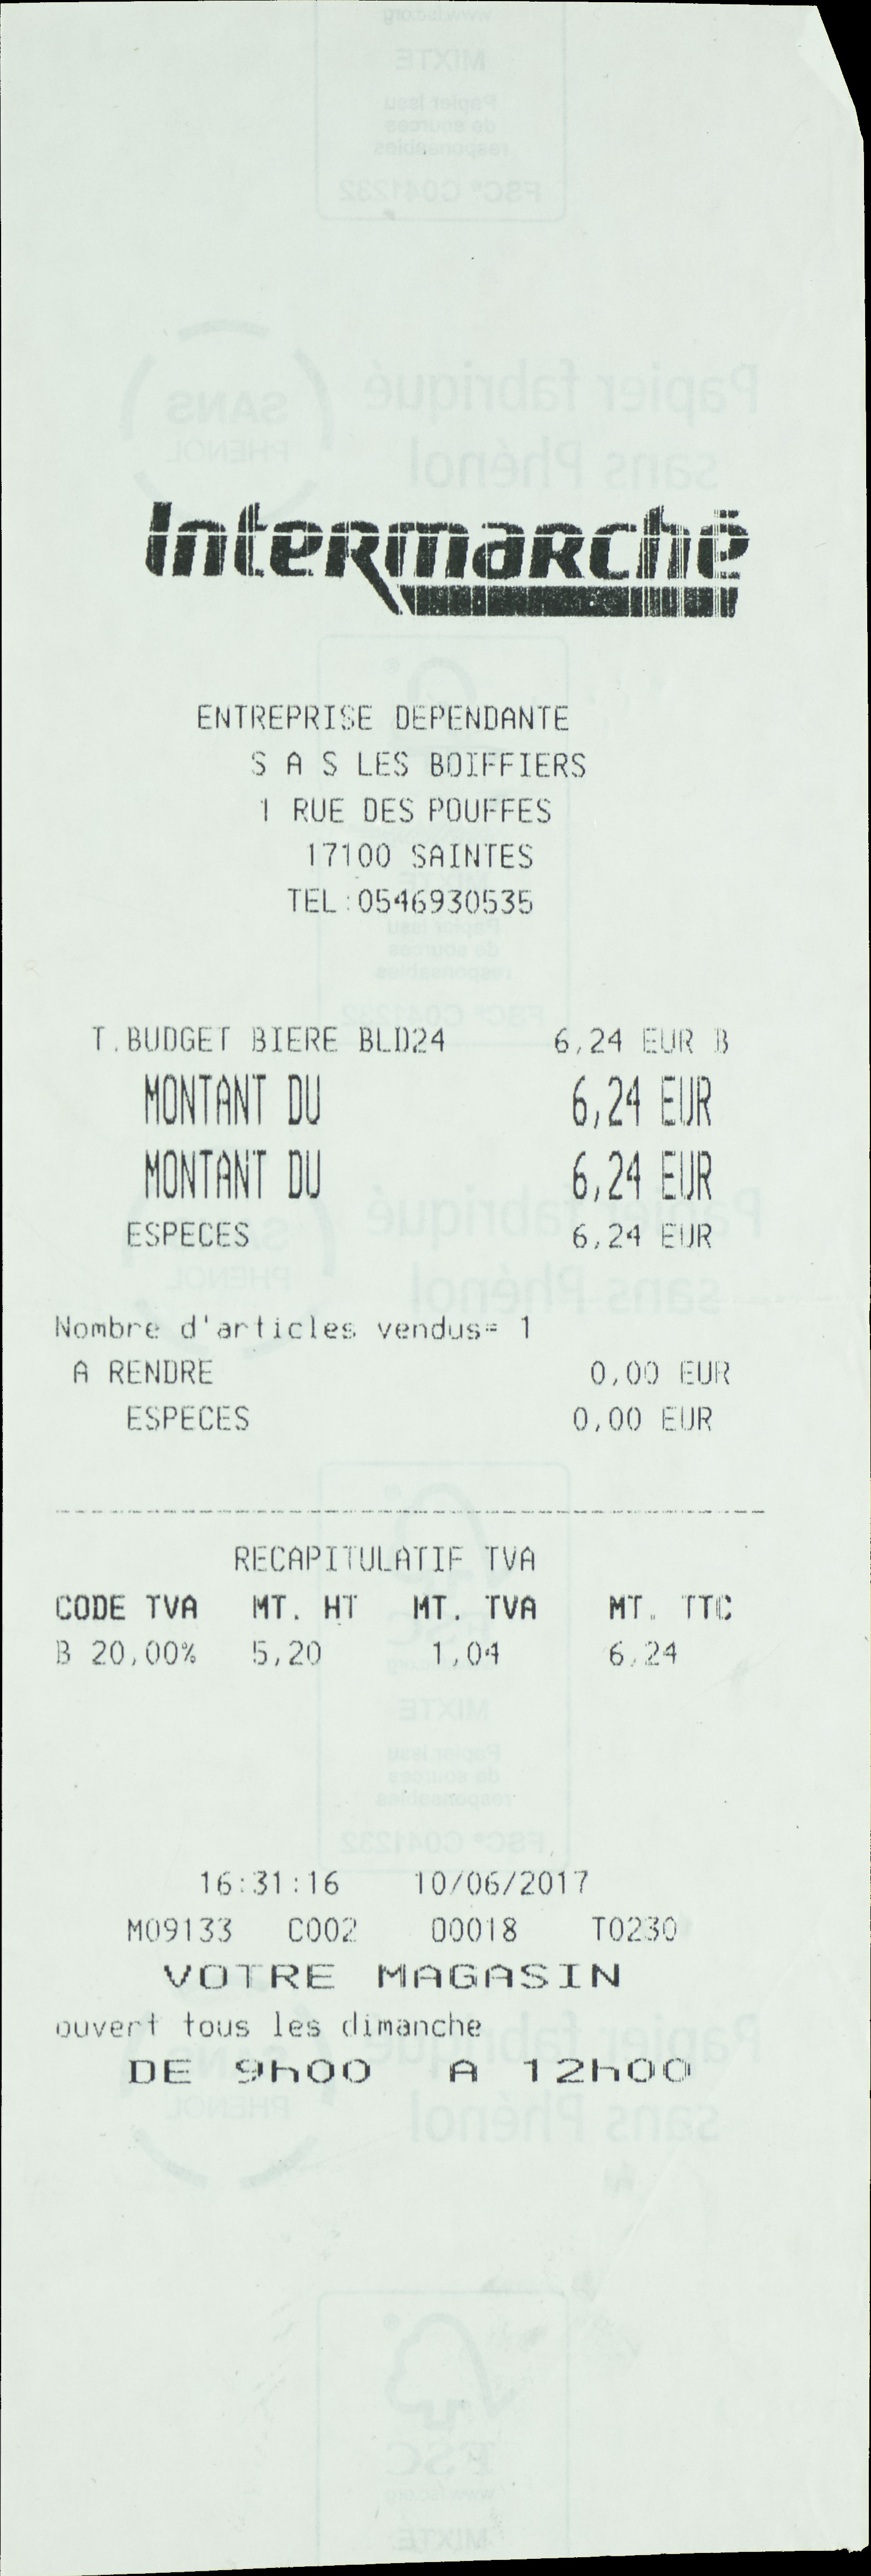 Intermarché
ENTREPRISE DEPENDANTE
S A S LES BOIFFIERS
1 RUE DES POUFFES
17100 SAINTES
TEL:0546930535
T.BUDGET BIERE BLD24 6,24 EUR B
MONTANT DU 6,24 EUR
MONTANT DU 6,24 EUR
ESPECES 6,24 EUR
Nombre d'articles vendus= 1
A RENDRE 0,00 EUR
ESPECES 0,00 EUR
RECAPITULATIF TVA
CODE TVA MT. HT MT. TVA MT. TTC
B 20,00% 5,20 1,04 6,24
16:31:16 10/06/2017
M09133 C002 00018 T0230
VOTRE MAGASIN
ouvert tous les dimanche
DE 9h00 A 12h00